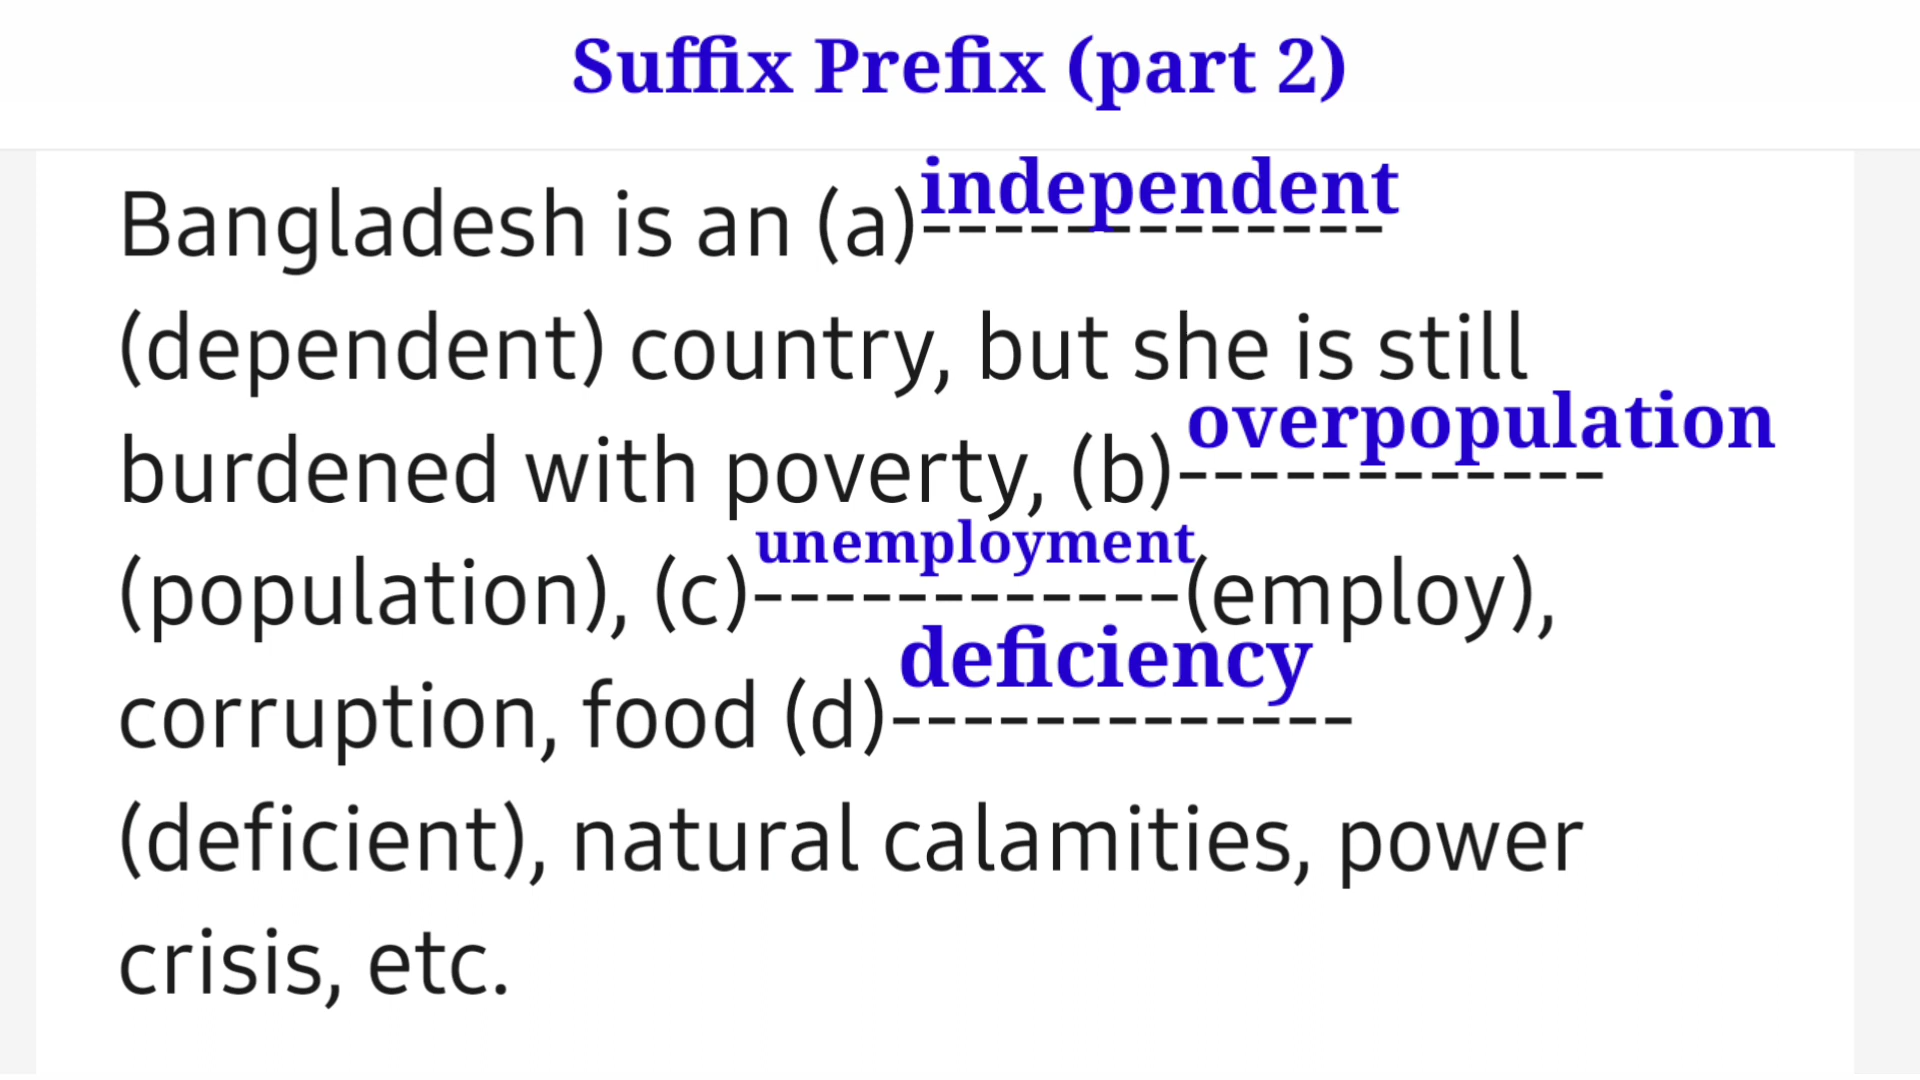 Suffix Prefix (part 2)
Bangladesh is an (a)independent
-------------
(dependent) country, but she is still
burdened with poverty, (b)overpopulation
------------
(population), (c)unemployment
------------(employ),
corruption, food (d)deficiency
-------------
(deficient), natural calamities, power
crisis, etc.